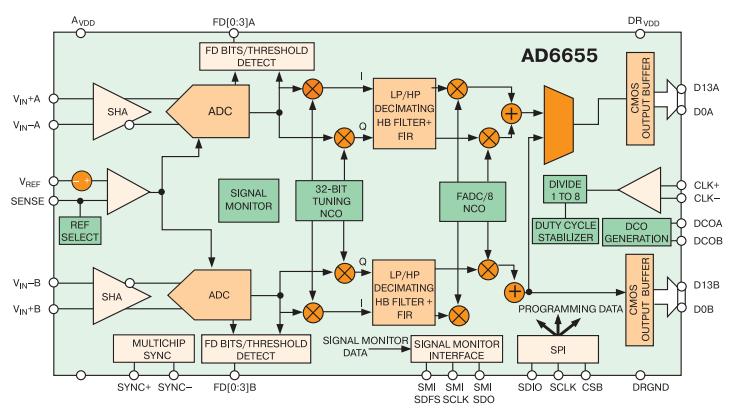 AVDD
FD[0:3]A
DRVDD
FD BITS/THRESHOLD
DETECT
AD6655
VIN+A
VIN–A
SHA
ADC
I
Q
LP/HP
DECIMATING
HB FILTER+
FIR
CMOS
OUTPUT BUFFER
D13A
D0A
VREF
– +
SENSE
REF
SELECT
SIGNAL
MONITOR
32-BIT
TUNING
NCO
FADC/8
NCO
DIVIDE
1 TO 8
DUTY CYCLE
STABILIZER
DCO
GENERATION
CLK+
CLK–
DCOA
DCOB
VIN–B
VIN+B
SHA
ADC
Q
I
LP/HP
DECIMATING
HB FILTER +
FIR
CMOS
OUTPUT BUFFER
D13B
D0B
PROGRAMMING DATA
MULTICHIP
SYNC
FD BITS/THRESHOLD
DETECT
SIGNAL MONITOR
DATA
SIGNAL MONITOR
INTERFACE
SPI
SYNC+
SYNC–
FD[0:3]B
SMI
SDFS
SMI
SCLK
SMI
SDO
SDIO
SCLK
CSB
DRGND